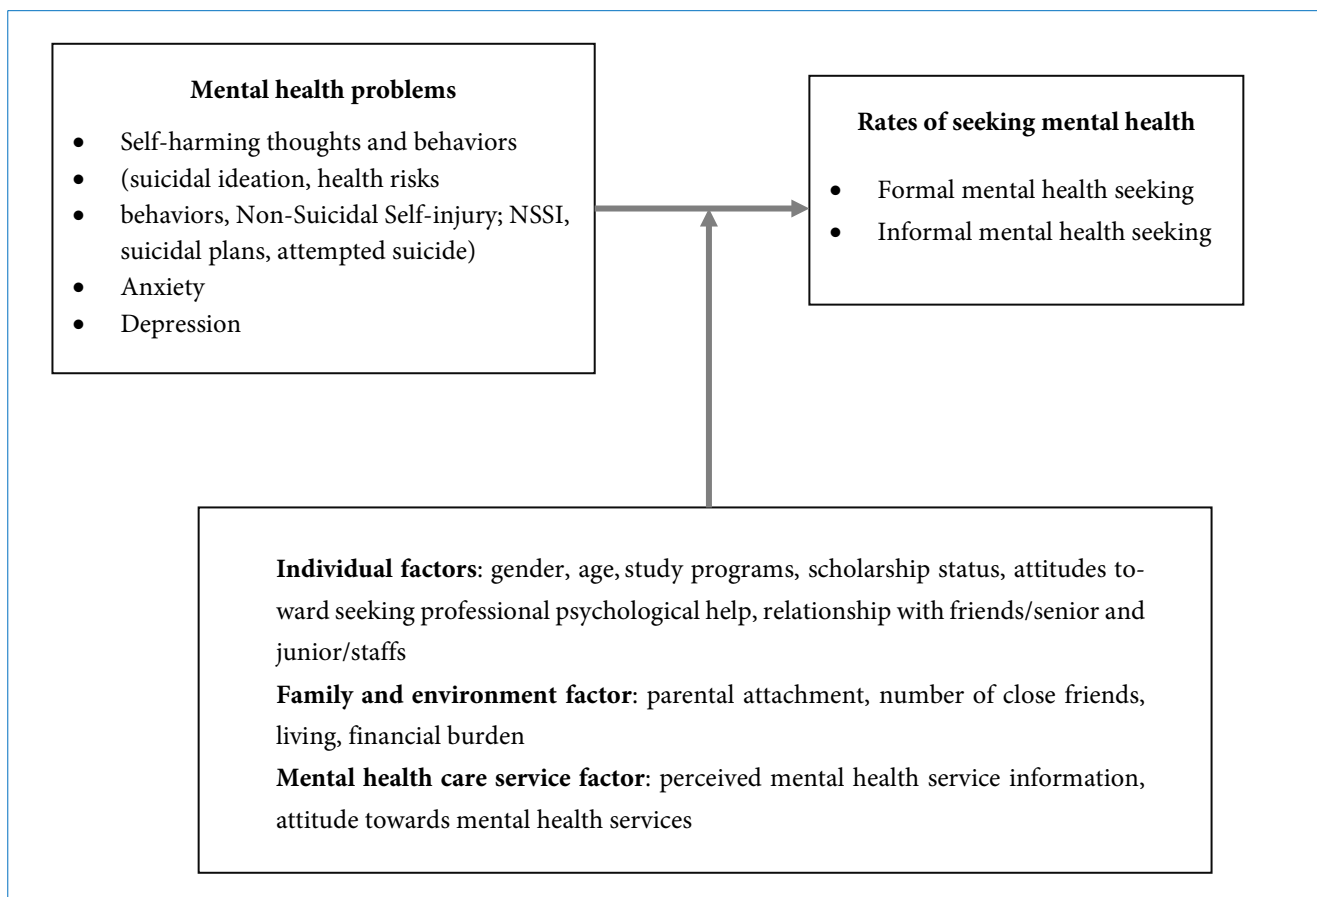 Mental health problems
• Self-harming thoughts and behaviors
• (suicidal ideation, health risks
• behaviors, Non-Suicidal Self-injury; NSSI,
suicidal plans, attempted suicide)
• Anxiety
• Depression
Rates of seeking mental health
• Formal mental health seeking
• Informal mental health seeking
Individual factors: gender, age, study programs, scholarship status, attitudes to-
ward seeking professional psychological help, relationship with friends/senior and
junior/staffs
Family and environment factor: parental attachment, number of close friends,
living, financial burden
Mental health care service factor: perceived mental health service information,
attitude towards mental health services